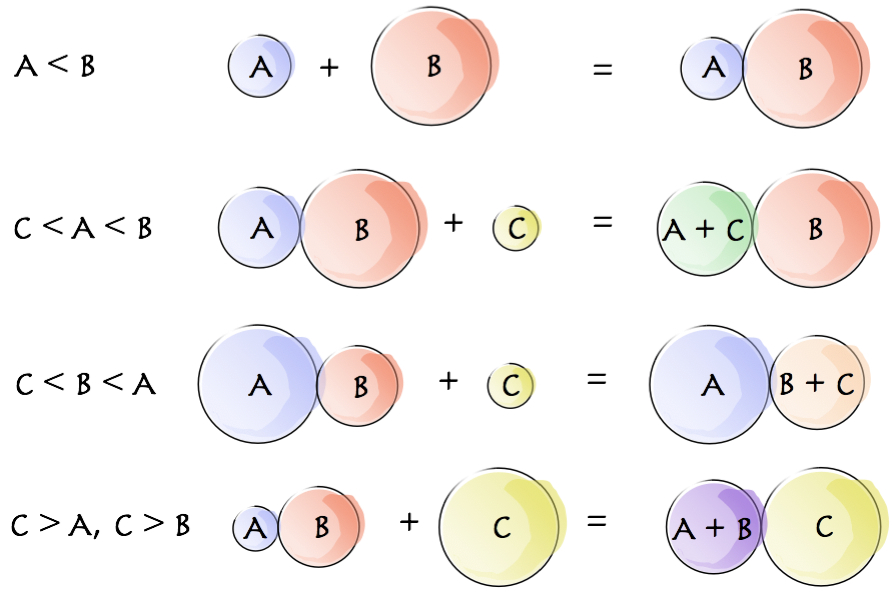 A < B A + B = A B
C < A < B A B + C = A + C B
C < B < A A B + C = A B + C
C > A, C > B A B + C = A + B C